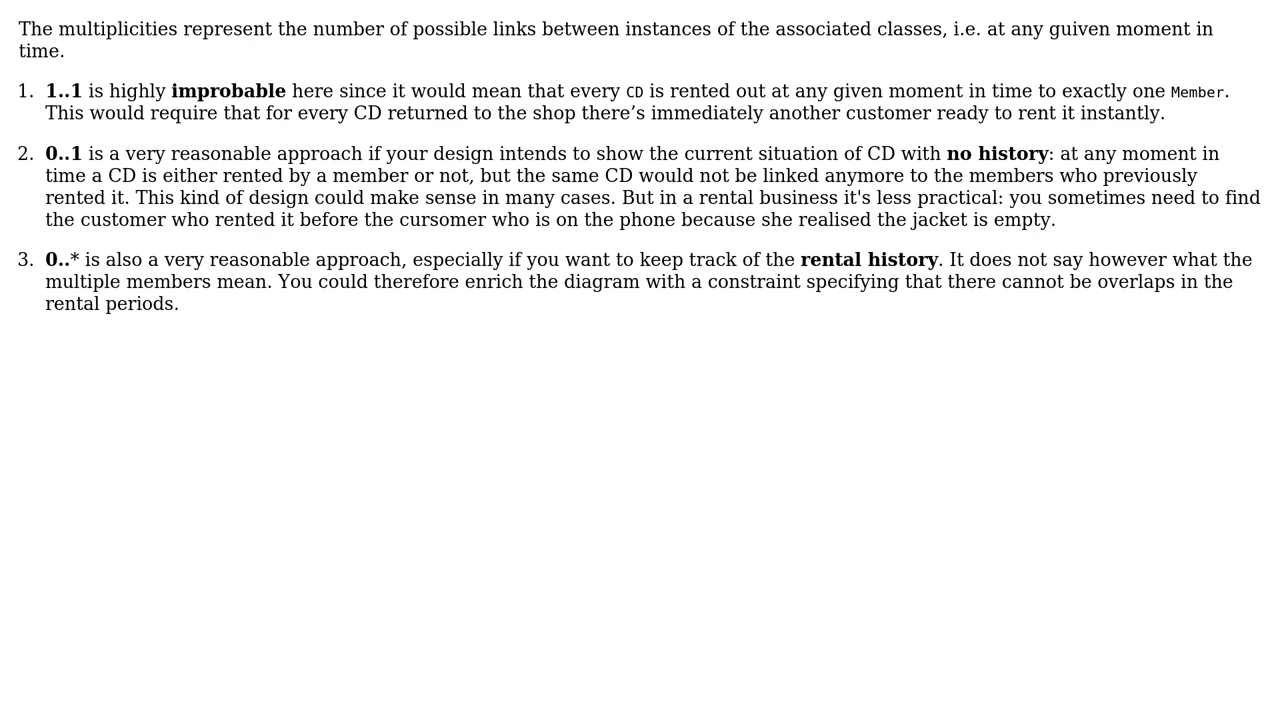 The multiplicities represent the number of possible links between instances of the associated classes, i.e. at any guiven moment in
time.
1. 1..1 is highly improbable here since it would mean that every CD is rented out at any given moment in time to exactly one Member.
This would require that for every CD returned to the shop there’s immediately another customer ready to rent it instantly.
2. 0..1 is a very reasonable approach if your design intends to show the current situation of CD with no history: at any moment in
time a CD is either rented by a member or not, but the same CD would not be linked anymore to the members who previously
rented it. This kind of design could make sense in many cases. But in a rental business it's less practical: you sometimes need to find
the customer who rented it before the cursomer who is on the phone because she realised the jacket is empty.
3. 0..* is also a very reasonable approach, especially if you want to keep track of the rental history. It does not say however what the
multiple members mean. You could therefore enrich the diagram with a constraint specifying that there cannot be overlaps in the
rental periods.